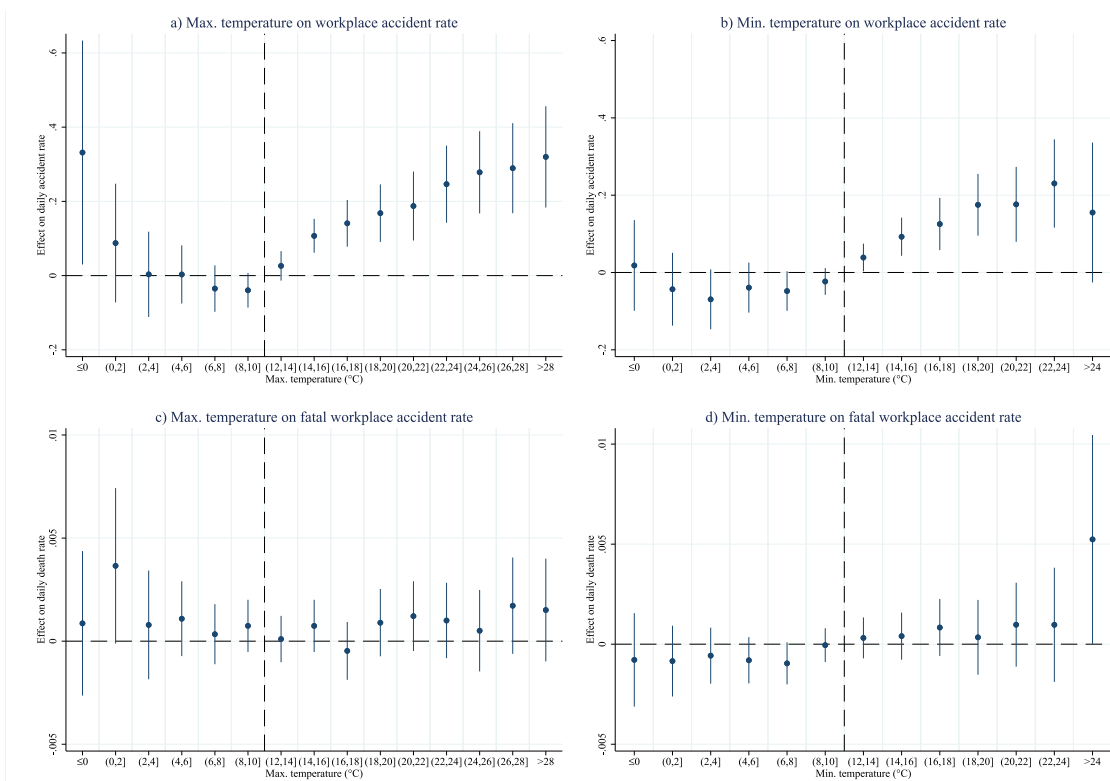 a) Max. temperature on workplace accident rate
Effect on daily accident rate
.6
.4
.2
0
-.2
≤0 (0,2] (2,4] (4,6] (6,8] (8,10] (12,14] (14,16] (16,18] (18,20] (20,22] (22,24] (24,26] (26,28] >28
Max. temperature (°C)
b) Min. temperature on workplace accident rate
Effect on daily accident rate
.6
.4
.2
0
-.2
≤0 (0,2] (2,4] (4,6] (6,8] (8,10] (12,14] (14,16] (16,18] (18,20] (20,22] (22,24] >24
Min. temperature (°C)
c) Max. temperature on fatal workplace accident rate
Effect on daily death rate
.01
.005
0
-.005
≤0 (0,2] (2,4] (4,6] (6,8] (8,10] (12,14] (14,16] (16,18] (18,20] (20,22] (22,24] (24,26] (26,28] >28
Max. temperature (°C)
d) Min. temperature on fatal workplace accident rate
Effect on daily death rate
.01
.005
0
-.005
≤0 (0,2] (2,4] (4,6] (6,8] (8,10] (12,14] (14,16] (16,18] (18,20] (20,22] (22,24] >24
Min. temperature (°C)